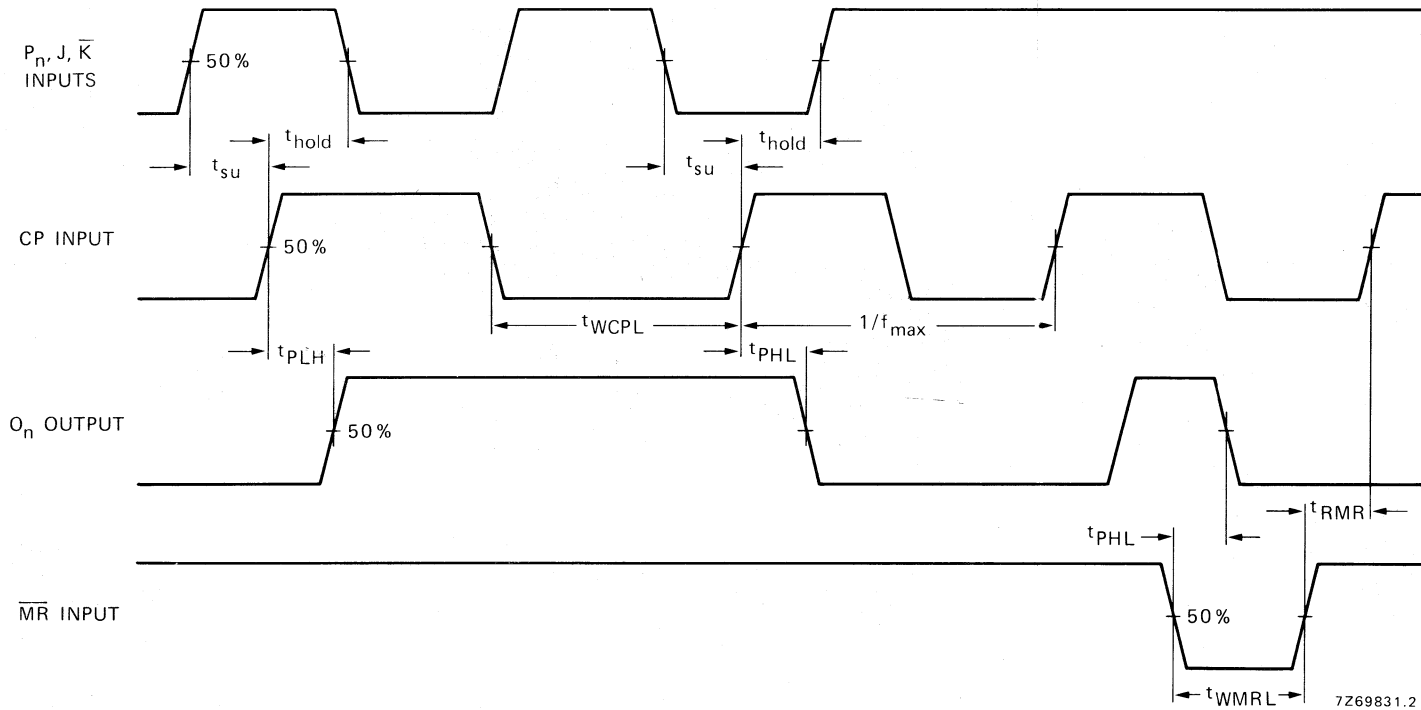 Pn, J, K̅
INPUTS
50%
thold
tsu
thold
tsu
CP INPUT
50%
tWCPL
1/fmax
tPLH
tPHL
On OUTPUT
50%
tRMR
tPHL
M̅R̅ INPUT
50%
tWMRL
7Z69831.2